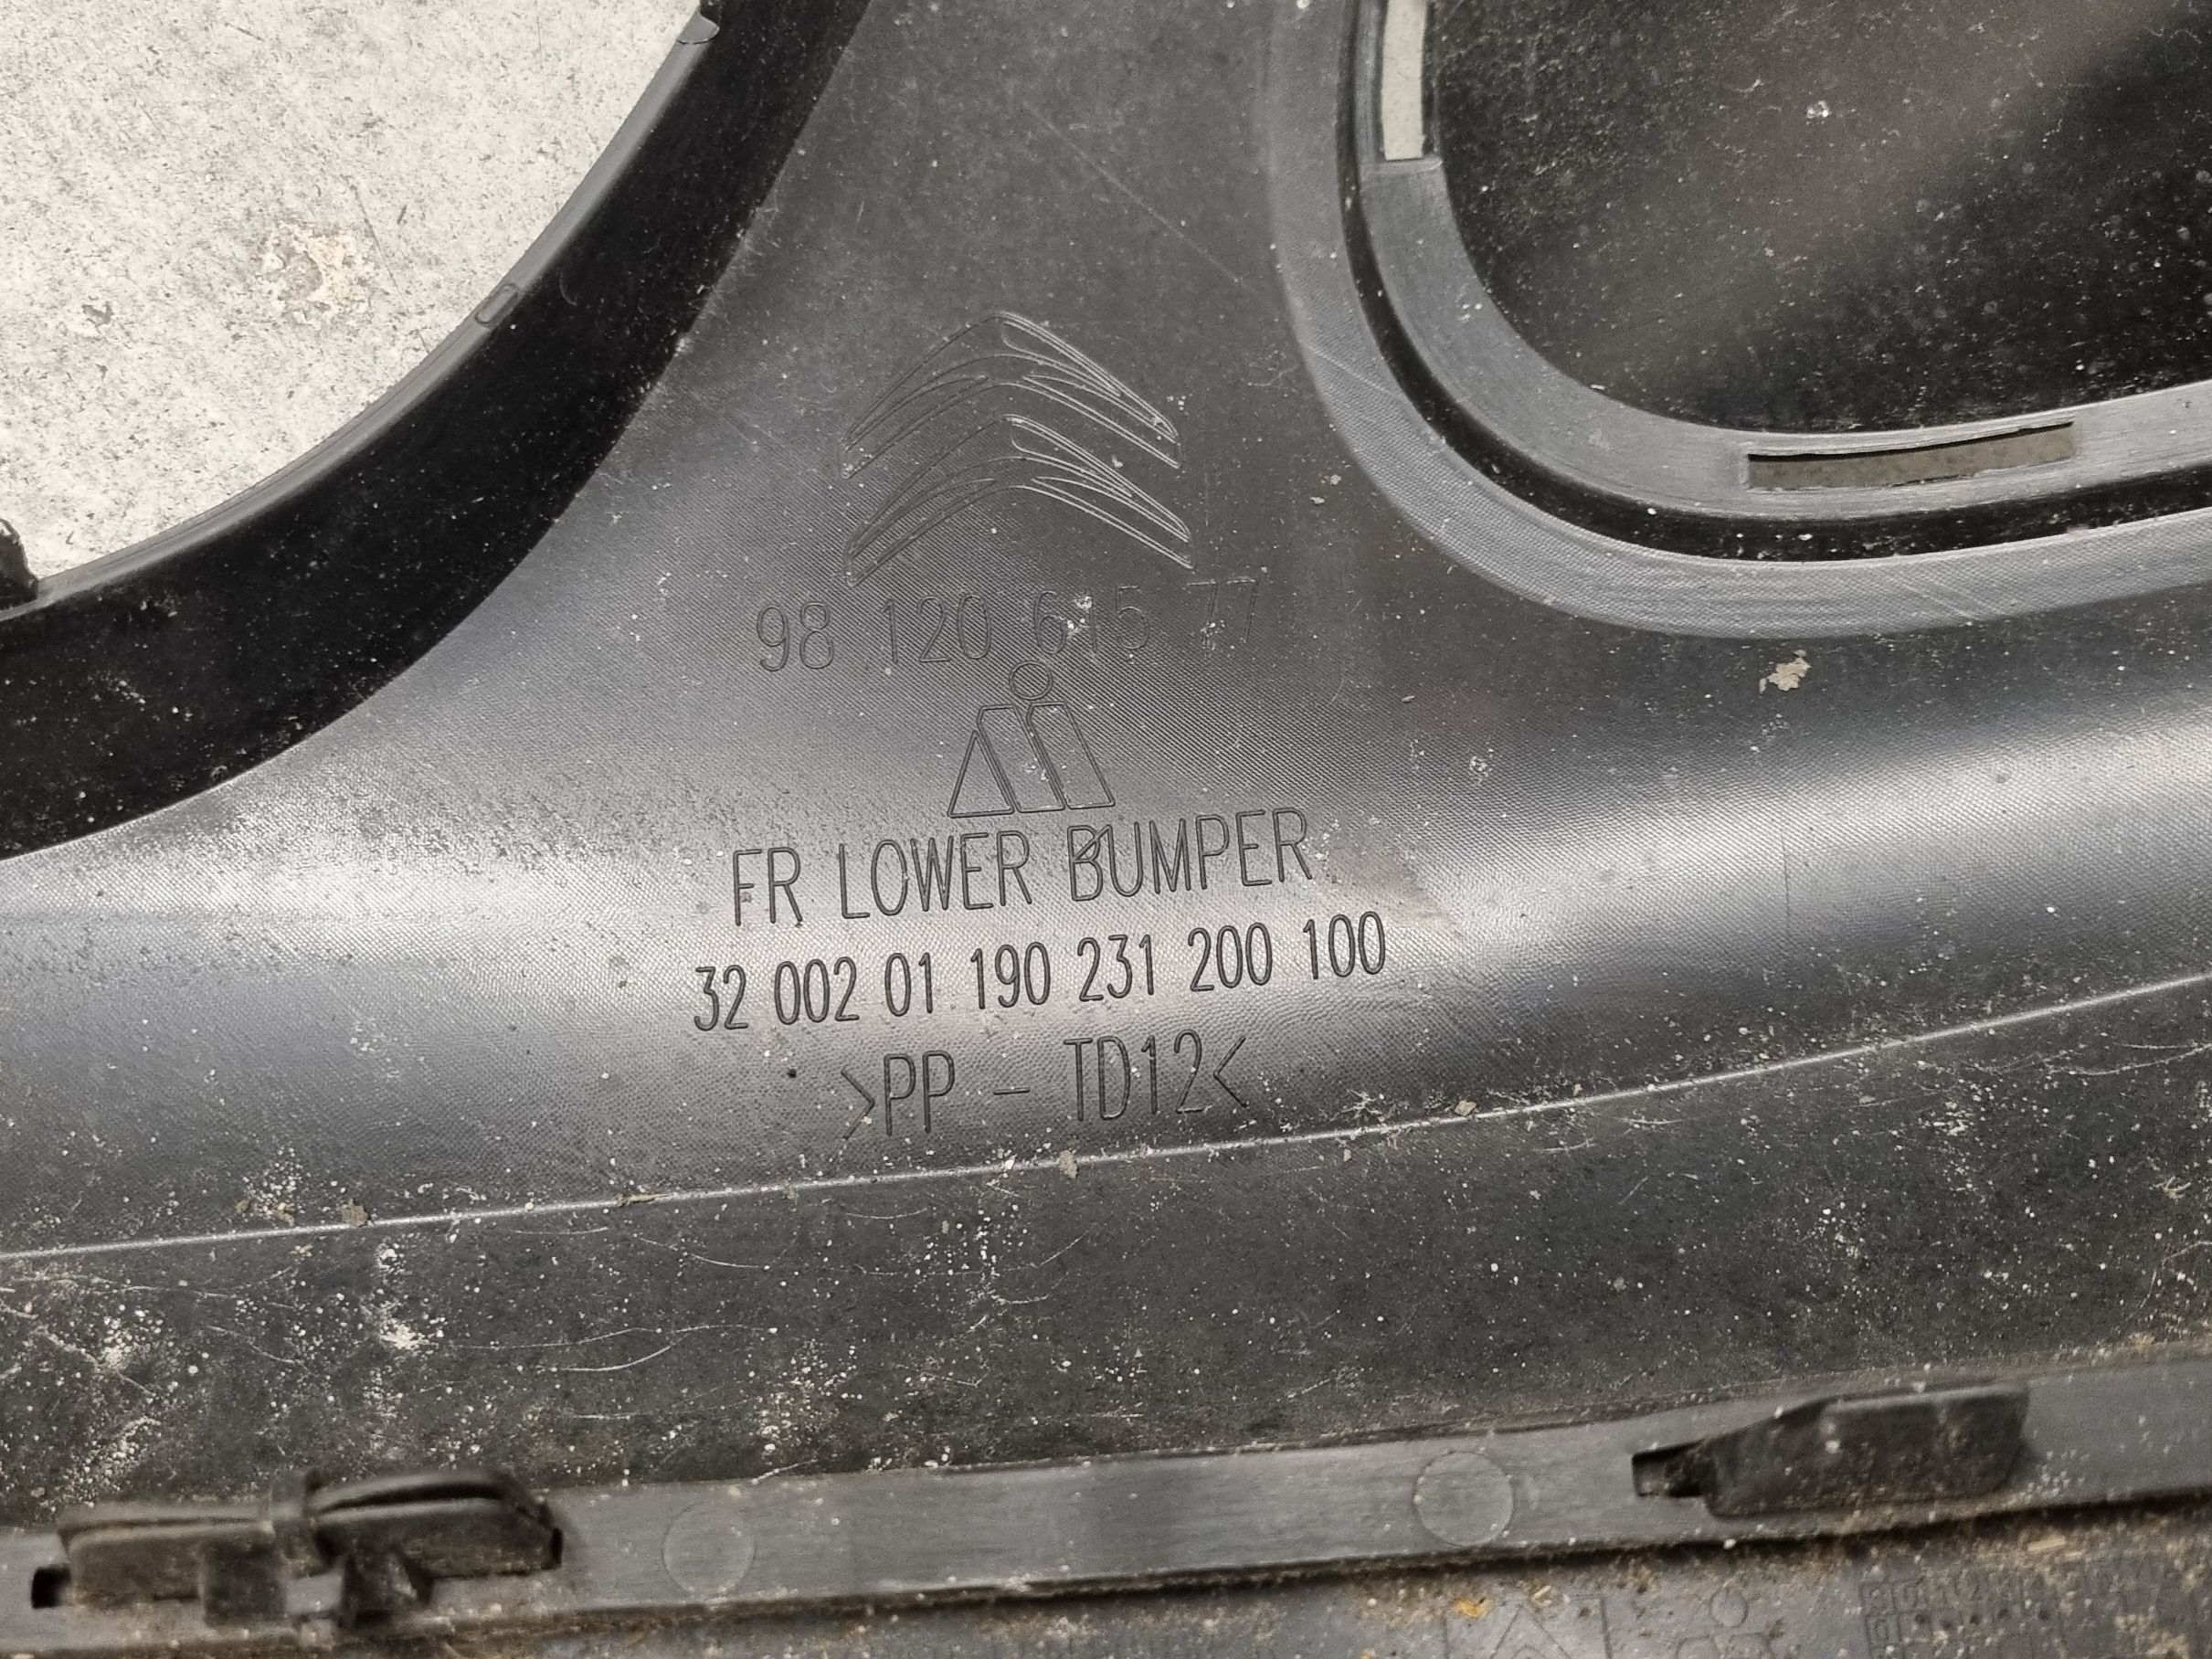 98 120 615 77
FR LOWER BUMPER
32 002 01 190 231 200 100
>PP - TD12<